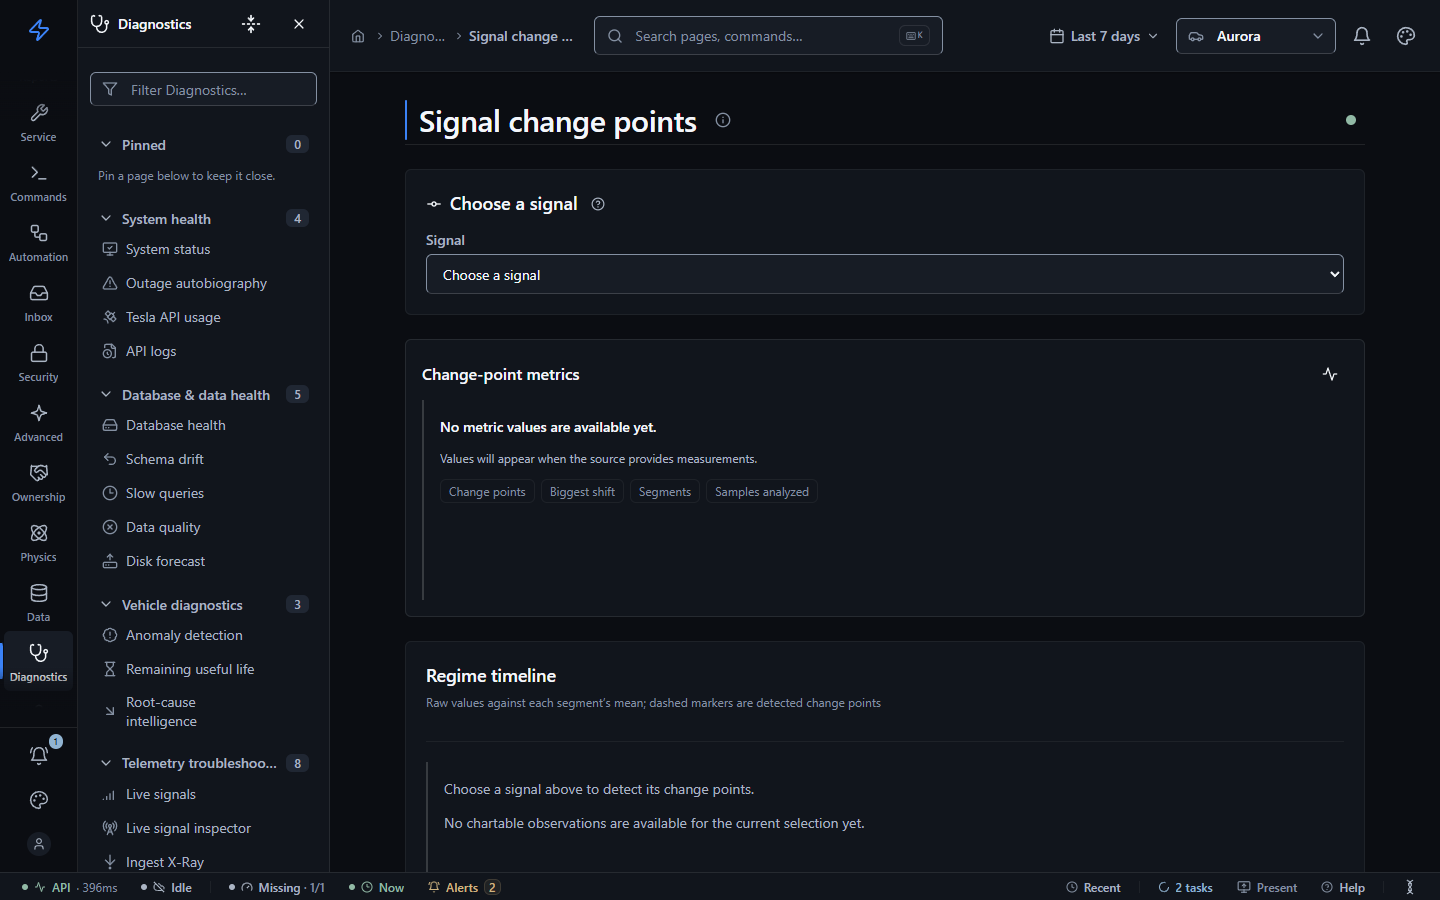 Diagnostics
Filter Diagnostics...
Pinned
0
Pin a page below to keep it close.
System health
4
System status
Outage autobiography
Tesla API usage
API logs
Database & data health
5
Database health
Schema drift
Slow queries
Data quality
Disk forecast
Vehicle diagnostics
3
Anomaly detection
Remaining useful life
Root-cause
intelligence
Telemetry troubleshoo...
8
Live signals
Live signal inspector
Ingest X-Ray
Service
Commands
Automation
Inbox
Security
Advanced
Ownership
Physics
Data
Diagnostics
1
Diagno...
Signal change ...
Search pages, commands...
K
Last 7 days
Aurora
Signal change points
Choose a signal
Signal
Choose a signal
Change-point metrics
No metric values are available yet.
Values will appear when the source provides measurements.
Change points
Biggest shift
Segments
Samples analyzed
Regime timeline
Raw values against each segment's mean; dashed markers are detected change points
Choose a signal above to detect its change points.
No chartable observations are available for the current selection yet.
API · 396ms
Idle
Missing · 1/1
Now
Alerts 2
Recent
2 tasks
Present
Help